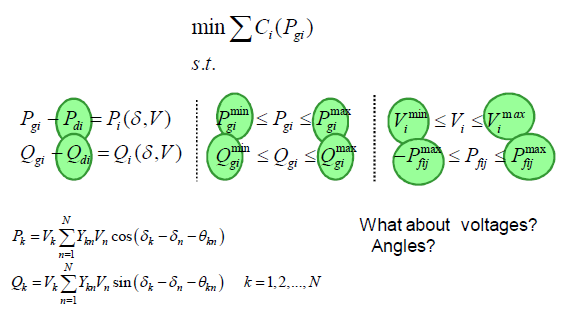 min ∑ C_i(P_gi)
s.t.
P_gi − P_di = P_i(δ,V)
Q_gi − Q_di = Q_i(δ,V)
P_gi^min ≤ P_gi ≤ P_gi^max
Q_gi^min ≤ Q_gi ≤ Q_gi^max
V_i^min ≤ V_i ≤ V_i^max
−P_fij^max ≤ P_fij ≤ P_fij^max
P_k = V_k ∑_{n=1}^{N} Y_kn V_n cos(δ_k − δ_n − θ_kn)
Q_k = V_k ∑_{n=1}^{N} Y_kn V_n sin(δ_k − δ_n − θ_kn) k = 1,2,..., N
What about voltages?
Angles?